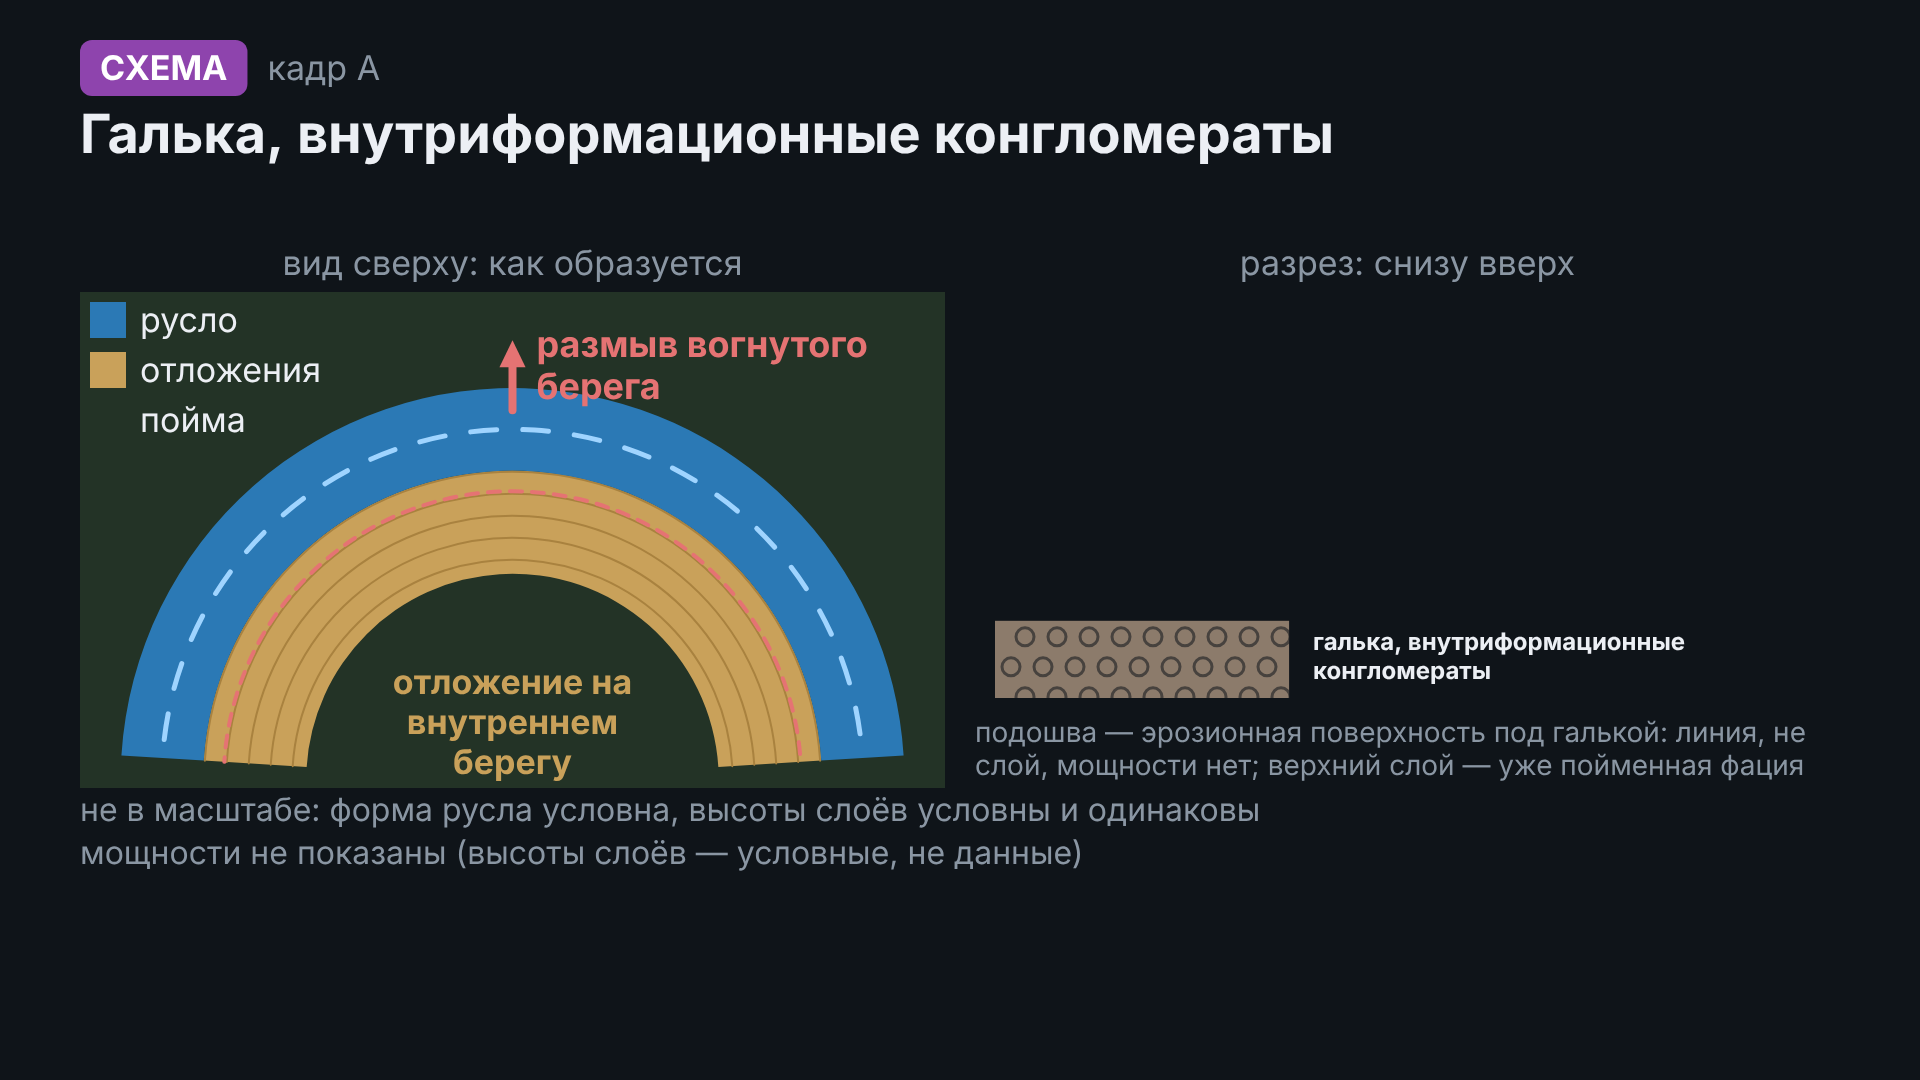 СХЕМА кадр А
Галька, внутриформационные конгломераты
вид сверху: как образуется
русло
отложения
пойма
размыв вогнутого
берега
отложение на
внутреннем
берегу
разрез: снизу вверх
галька, внутриформационные
конгломераты
подошва — эрозионная поверхность под галькой: линия, не
слой, мощности нет; верхний слой — уже пойменная фация
не в масштабе: форма русла условна, высоты слоёв условны и одинаковы
мощности не показаны (высоты слоёв — условные, не данные)